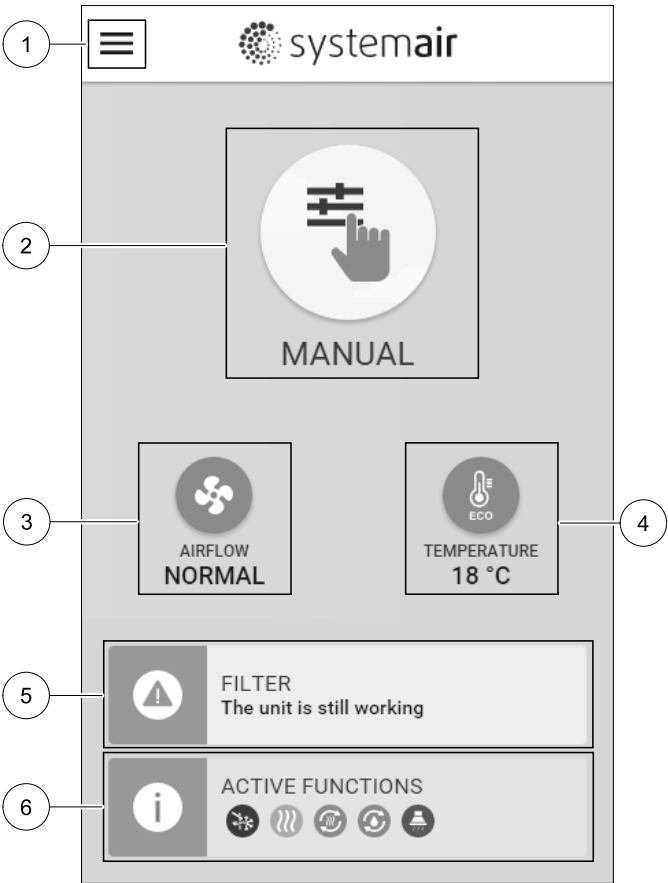 1
systemair
2
MANUAL
3
AIRFLOW
NORMAL
ECO
TEMPERATURE
18 °C
4
5
FILTER
The unit is still working
6
i
ACTIVE FUNCTIONS